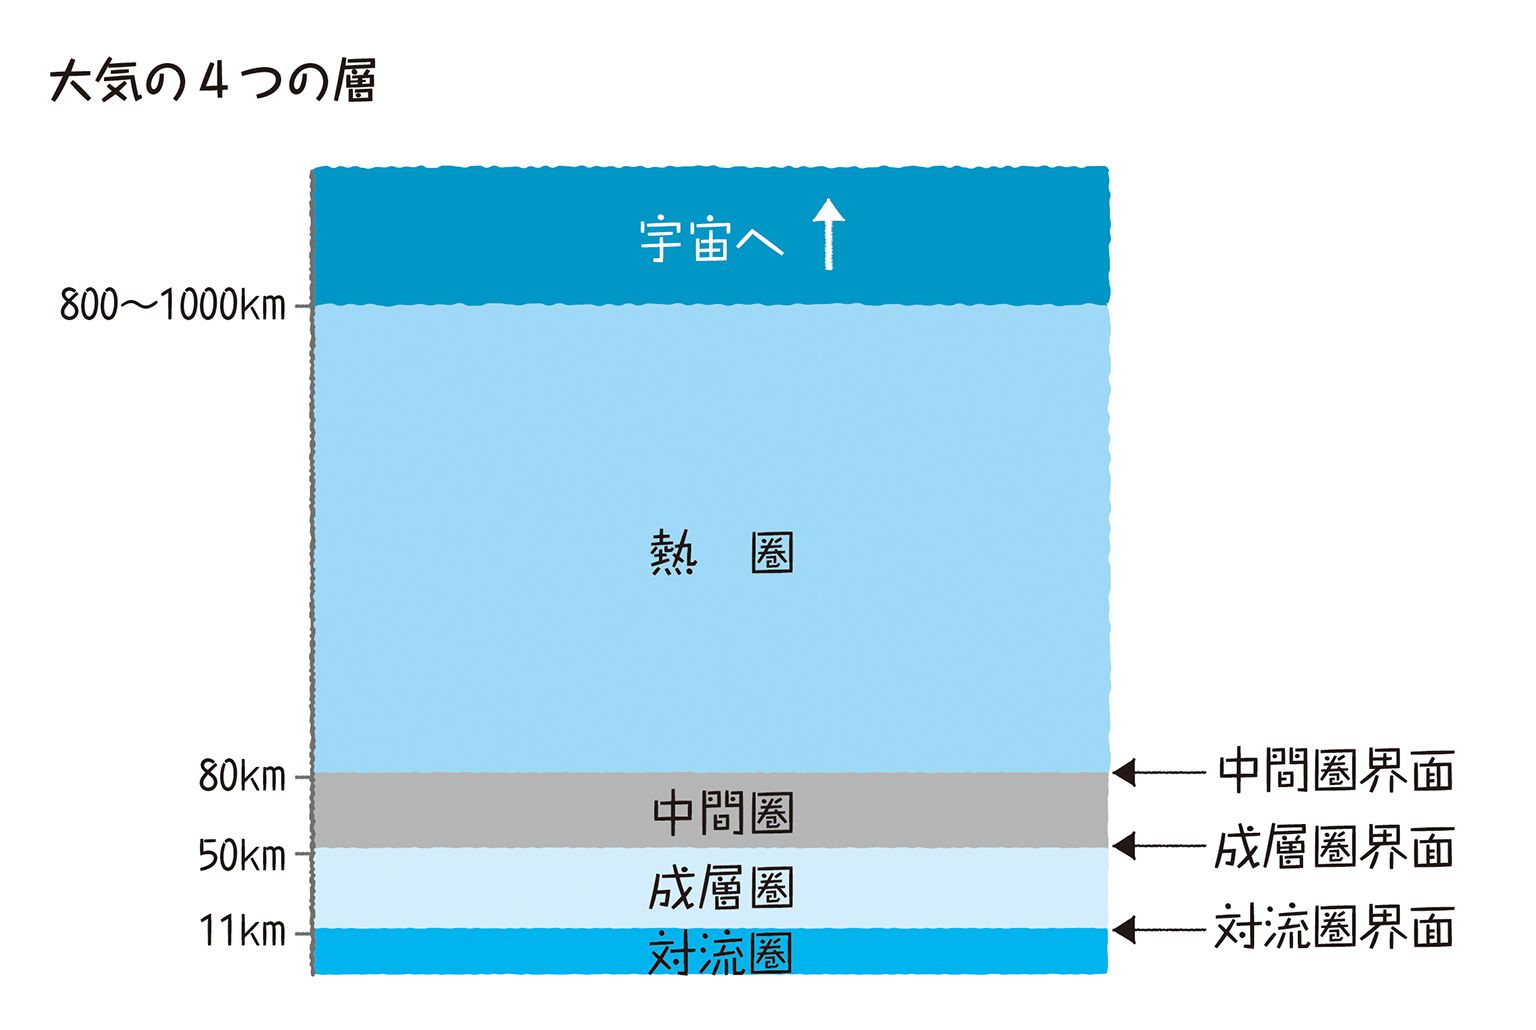 大気の4つの層
宇宙へ
800〜1000km
熱　圏
80km
中間圏界面
中間圏
50km
成層圏界面
成層圏
11km
対流圏界面
対流圏